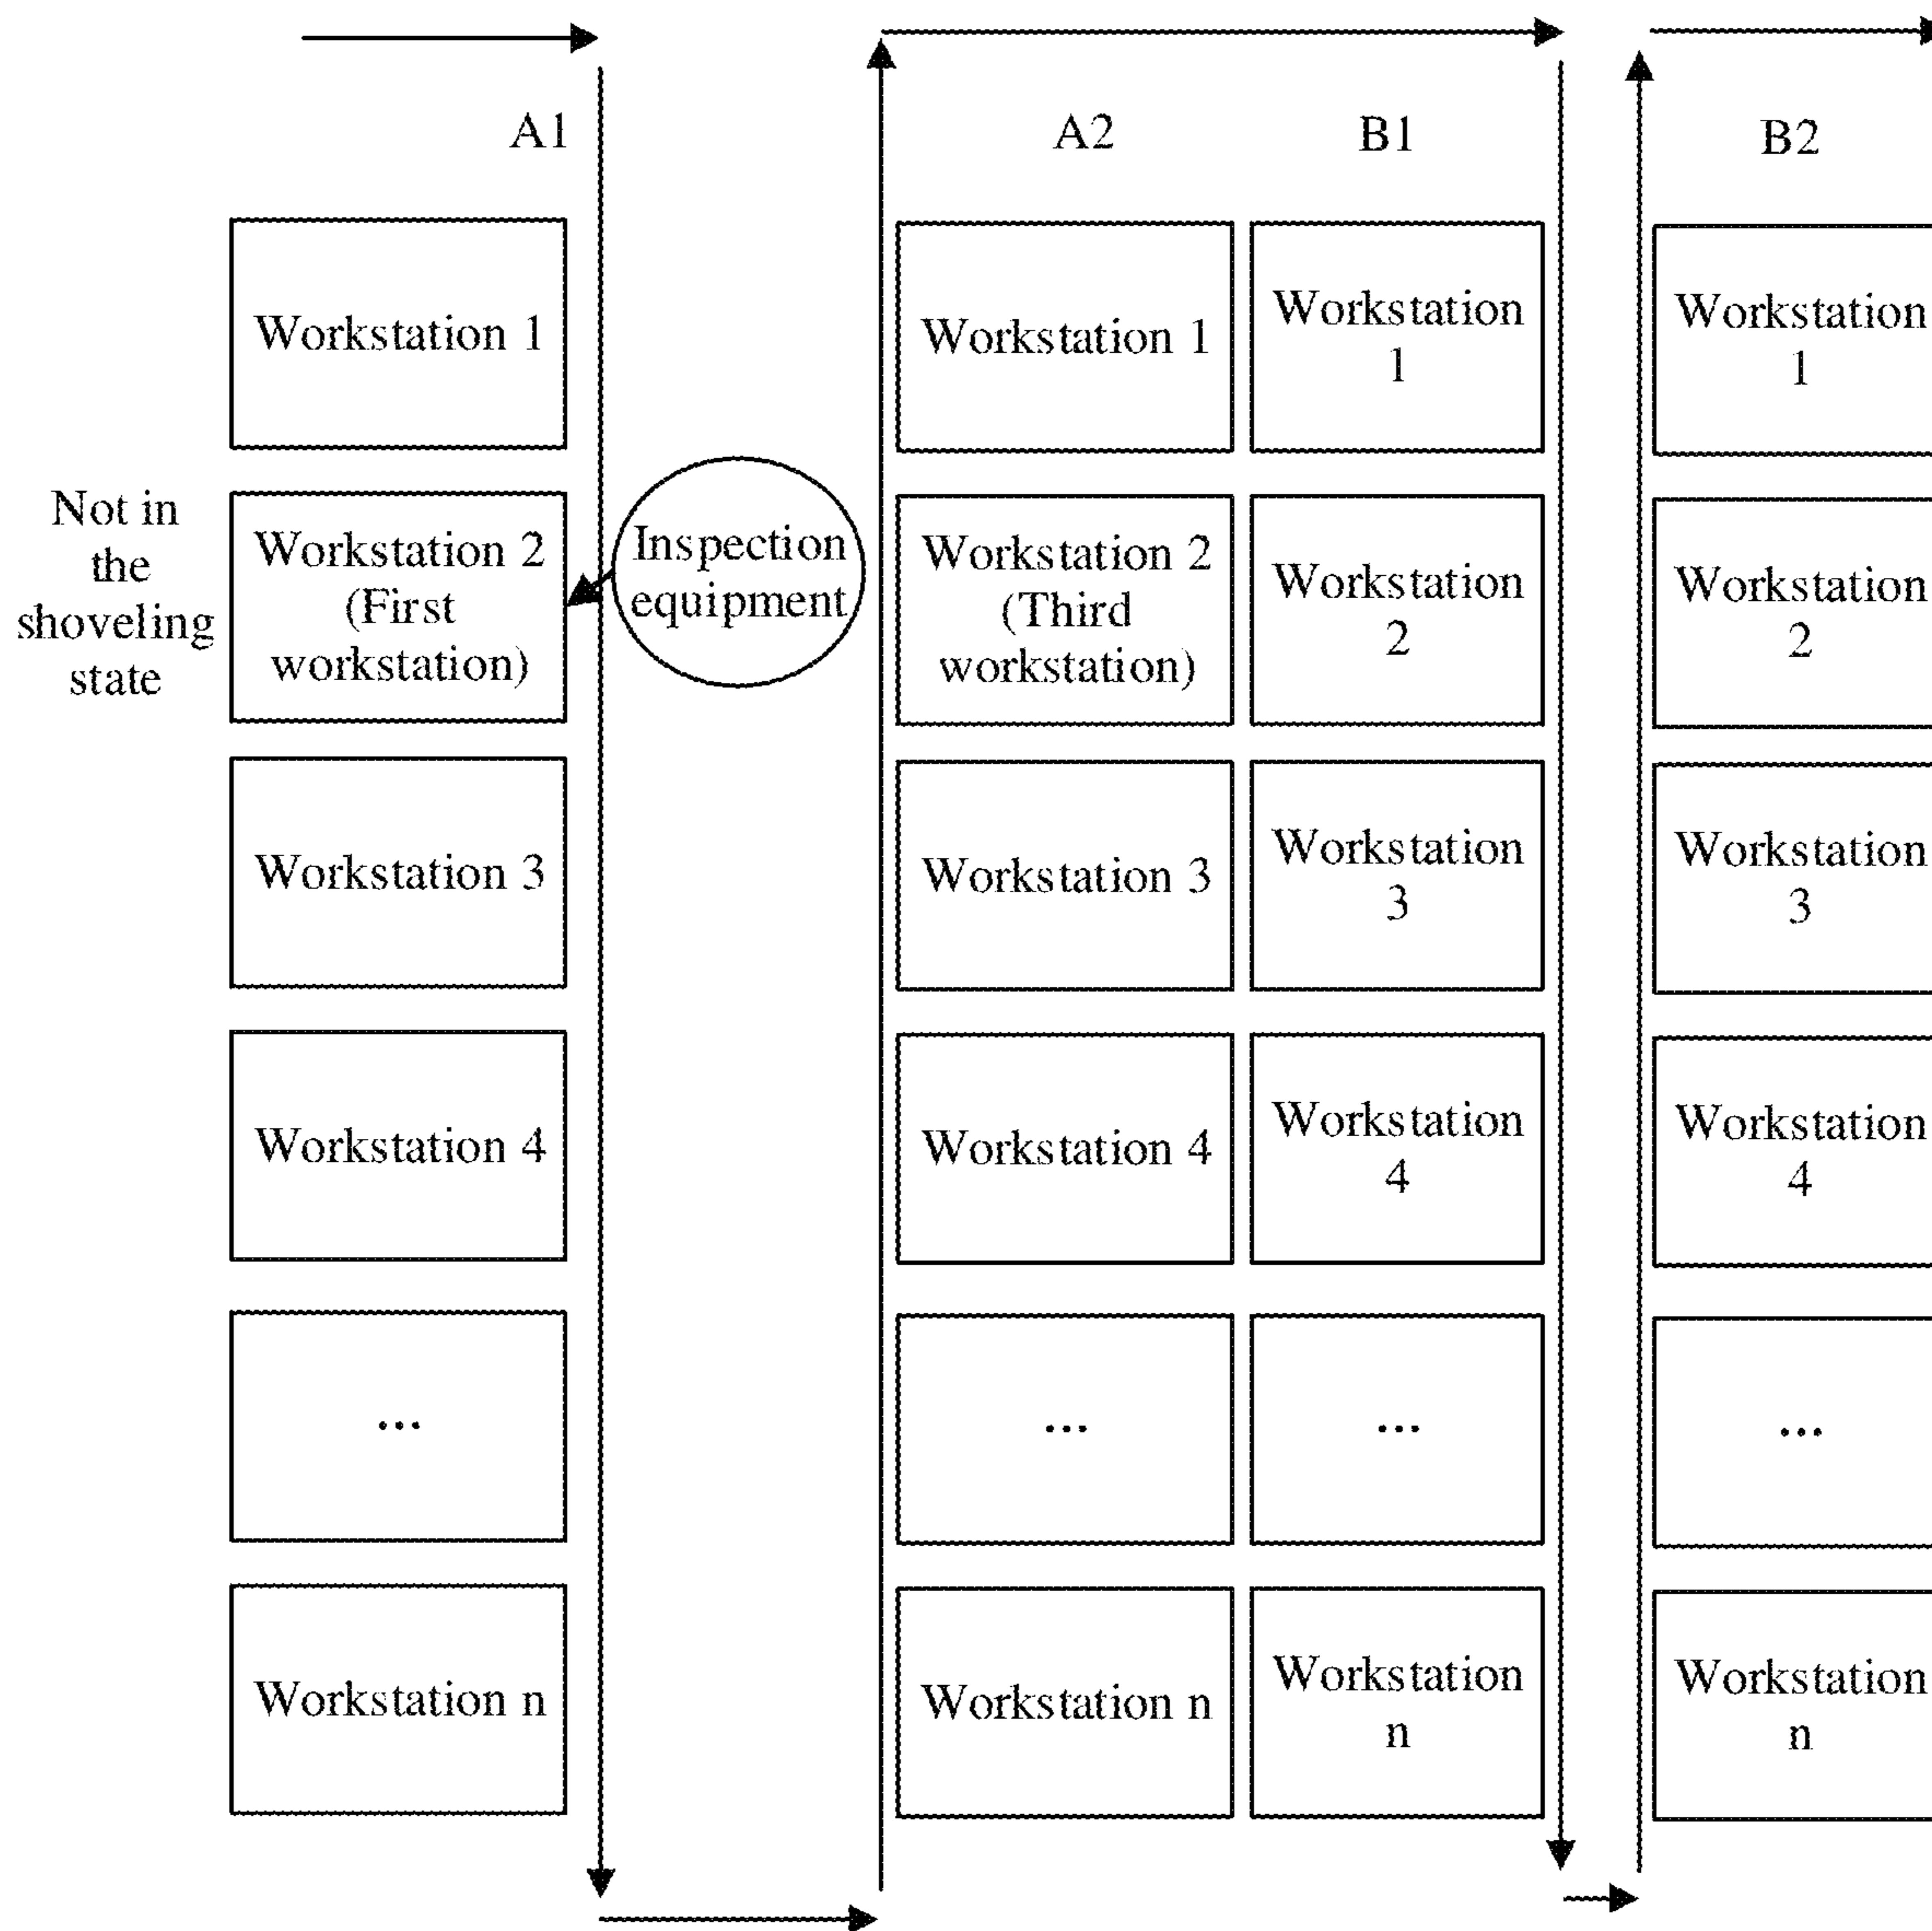 A1
A2
B1
B2
Workstation 1
Workstation 1
Workstation
1
Workstation
1
Not in
the
shoveling
state
Workstation 2
(First
workstation)
Inspection
equipment
Workstation 2
(Third
workstation)
Workstation
2
Workstation
2
Workstation 3
Workstation 3
Workstation
3
Workstation
3
Workstation 4
Workstation 4
Workstation
4
Workstation
4
...
...
...
...
Workstation n
Workstation n
Workstation
n
Workstation
n